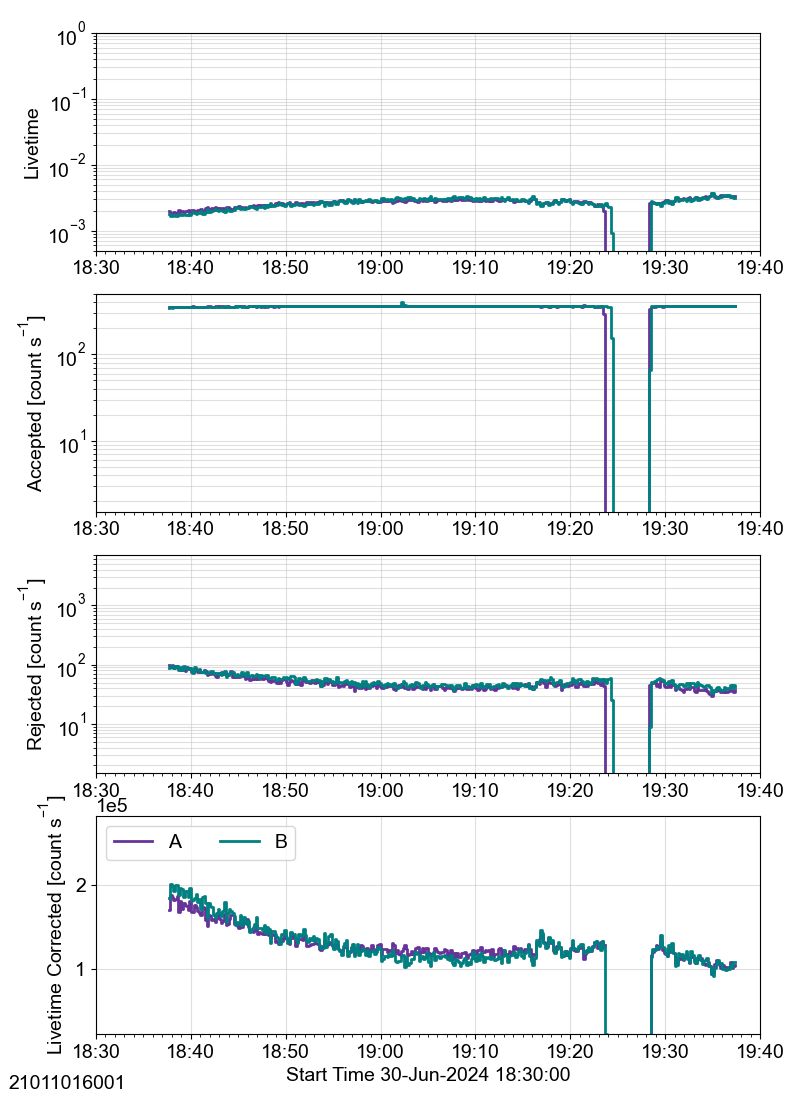 10^0
10^−1
10^−2
10^−3
Livetime
18:30 18:40 18:50 19:00 19:10 19:20 19:30 19:40
10^2
10^1
Accepted [count s^−1]
18:30 18:40 18:50 19:00 19:10 19:20 19:30 19:40
10^3
10^2
10^1
Rejected [count s^−1]
18:30 18:40 18:50 19:00 19:10 19:20 19:30 19:40
1e5
A B
2
1
Livetime Corrected [count s^−1]
18:30 18:40 18:50 19:00 19:10 19:20 19:30 19:40
Start Time 30-Jun-2024 18:30:00
21011016001